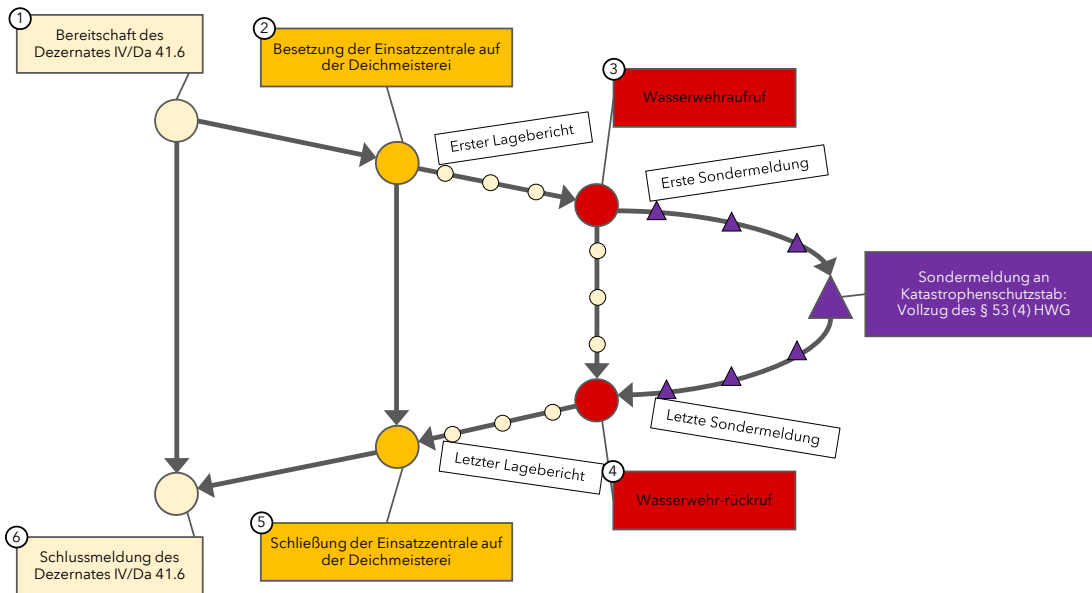 1
Bereitschaft des
Dezernates IV/Da 41.6
2
Besetzung der Einsatzzentrale auf
der Deichmeisterei
3
Wasserwehraufruf
Erster Lagebericht
Erste Sondermeldung
Sondermeldung an
Katastrophenschutzstab:
Vollzug des § 53 (4) HWG
Letzte Sondermeldung
Letzter Lagebericht
4
Wasserwehr-rückruf
5
Schließung der Einsatzzentrale auf
der Deichmeisterei
6
Schlussmeldung des
Dezernates IV/Da 41.6